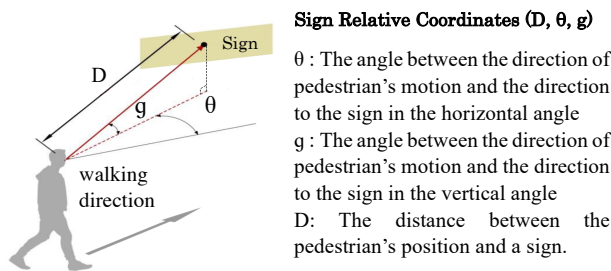 Sign Relative Coordinates (D, θ, g)
Sign
D
g
θ
walking
direction
θ : The angle between the direction of
pedestrian's motion and the direction
to the sign in the horizontal angle
g : The angle between the direction of
pedestrian's motion and the direction
to the sign in the vertical angle
D: The distance between the
pedestrian's position and a sign.